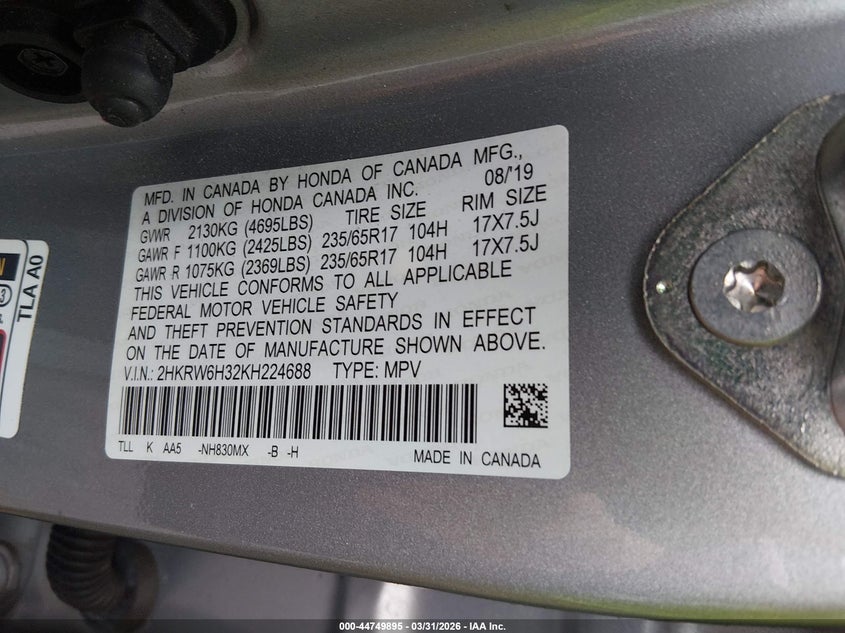 MFD. IN CANADA BY HONDA OF CANADA MFG.,
A DIVISION OF HONDA CANADA INC. 08/'19
GVWR 2130KG (4695LBS) TIRE SIZE RIM SIZE
GAWR F 1100KG (2425LBS) 235/65R17 104H 17X7.5J
GAWR R 1075KG (2369LBS) 235/65R17 104H 17X7.5J
THIS VEHICLE CONFORMS TO ALL APPLICABLE
FEDERAL MOTOR VEHICLE SAFETY
AND THEFT PREVENTION STANDARDS IN EFFECT
ON THE DATE OF MANUFACTURE SHOWN ABOVE.
V.I.N.: 2HKRW6H32KH224688 TYPE: MPV
TLL K AA5 -NH830MX -B -H
MADE IN CANADA
TLA A0
000-44749895 - 03/31/2026 - IAA Inc.